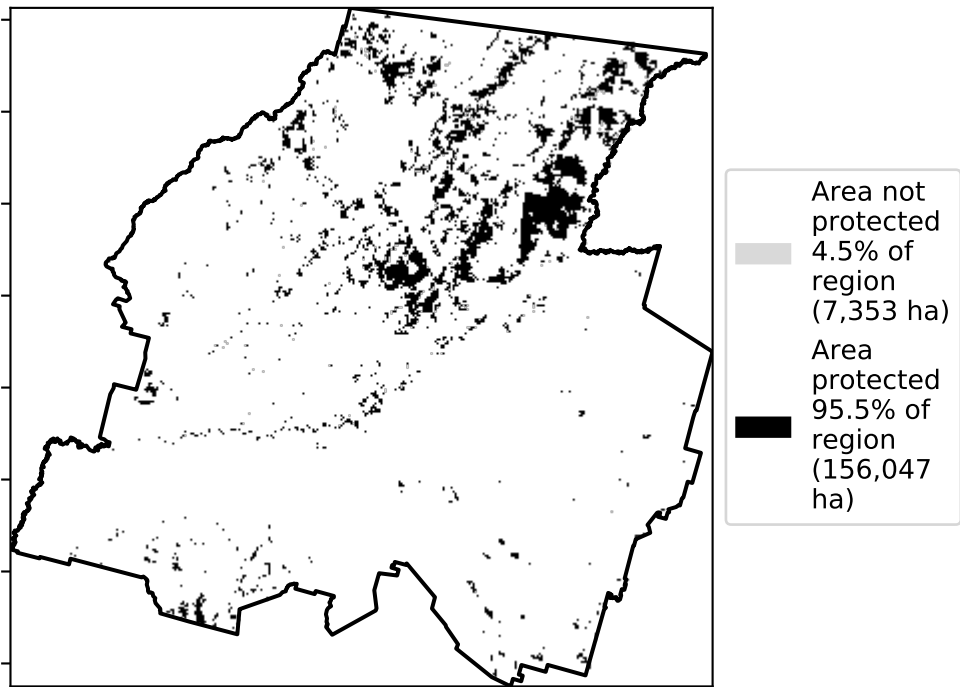 Area not
protected
4.5% of
region
(7,353 ha)
Area
protected
95.5% of
region
(156,047
ha)